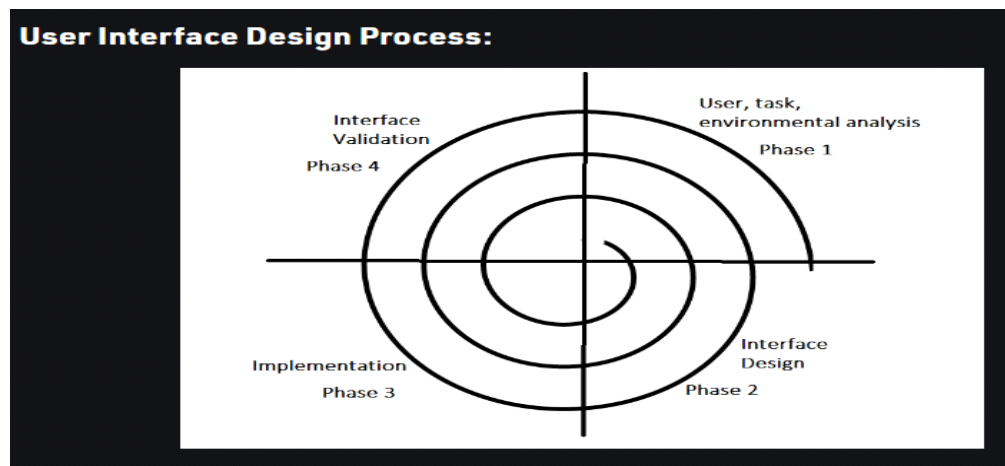 User Interface Design Process:
User, task,
environmental analysis
Phase 1
Interface
Validation
Phase 4
Interface
Design
Phase 2
Implementation
Phase 3